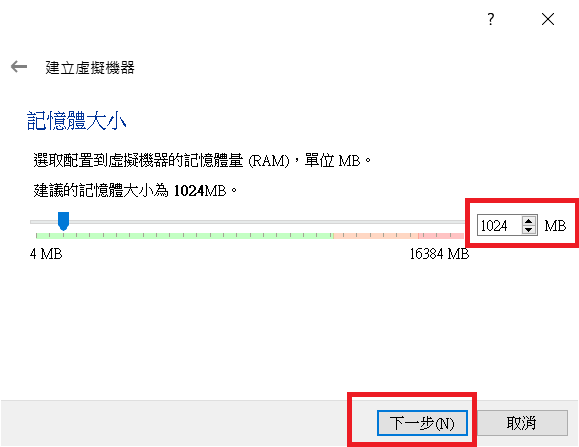 ?
建立虛擬機器
記憶體大小
選取配置到虛擬機器的記憶體量 (RAM)，單位 MB。
建議的記憶體大小為 1024MB。
1024 MB
4 MB 16384 MB
下一步(N) 取消